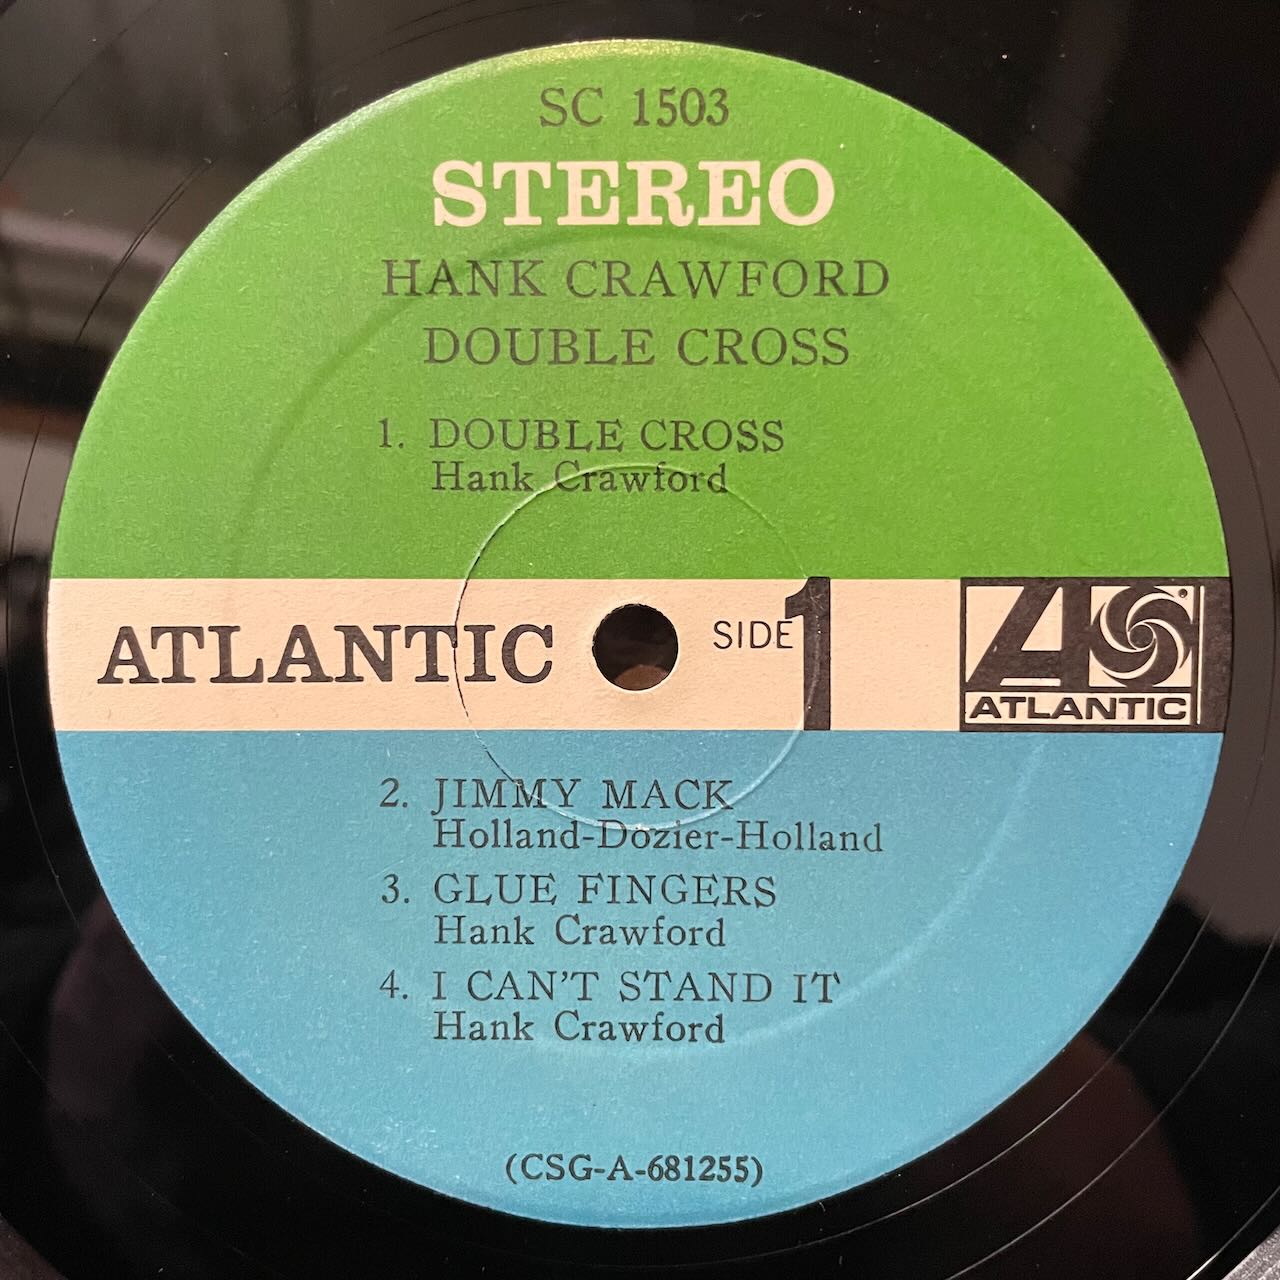 SC 1503
STEREO
HANK CRAWFORD
DOUBLE CROSS
1. DOUBLE CROSS
Hank Crawford
ATLANTIC
SIDE 1
A
ATLANTIC
2. JIMMY MACK
Holland-Dozier-Holland
3. GLUE FINGERS
Hank Crawford
4. I CAN'T STAND IT
Hank Crawford
(CSG-A-681255)